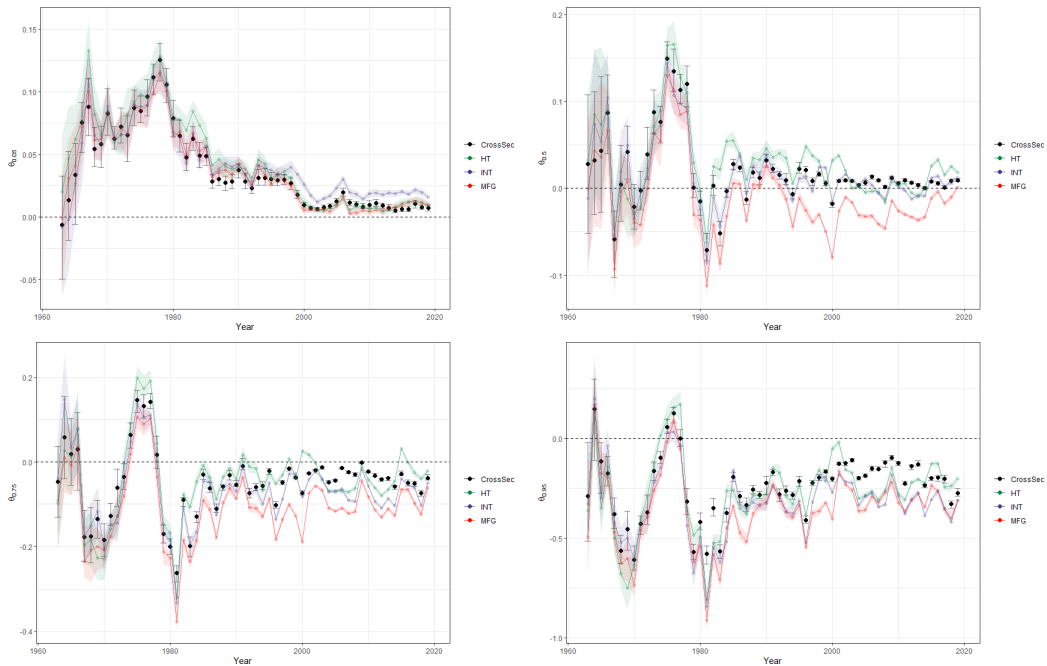 0.15
0.10
0.05
0.00
-0.05
θ0.05
1960
1980
2000
2020
Year
CrossSec
HT
INT
MFG
0.2
0.1
0.0
-0.1
θ0.5
1960
1980
2000
2020
Year
CrossSec
HT
INT
MFG
0.2
0.0
-0.2
-0.4
θ0.75
1960
1980
2000
2020
Year
CrossSec
HT
INT
MFG
0.0
-0.5
-1.0
θ0.95
1960
1980
2000
2020
Year
CrossSec
HT
INT
MFG